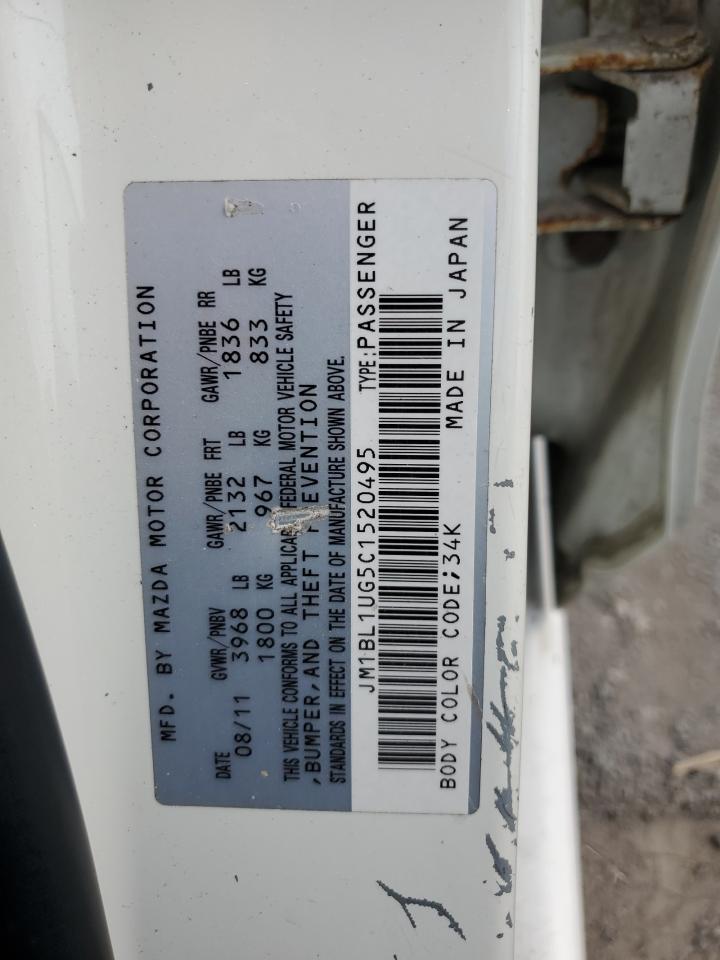 MFD. BY MAZDA MOTOR CORPORATION
DATE GVWR/PNBV GAWR/PNBE FRT GAWR/PNBE RR
08/11 3968 LB 2132 LB 1836 LB
1800 KG 967 KG 833 KG
THIS VEHICLE CONFORMS TO ALL FEDERAL MOTOR VEHICLE SAFETY
,BUMPER,AND THEFT
STANDARDS IN EFFECT ON THE DATE OF MANUFACTURE SHOWN ABOVE.
JM1BL1UG5C1520495 TYPE:PASSENGER
BODY COLOR CODE;34K MADE IN JAPAN